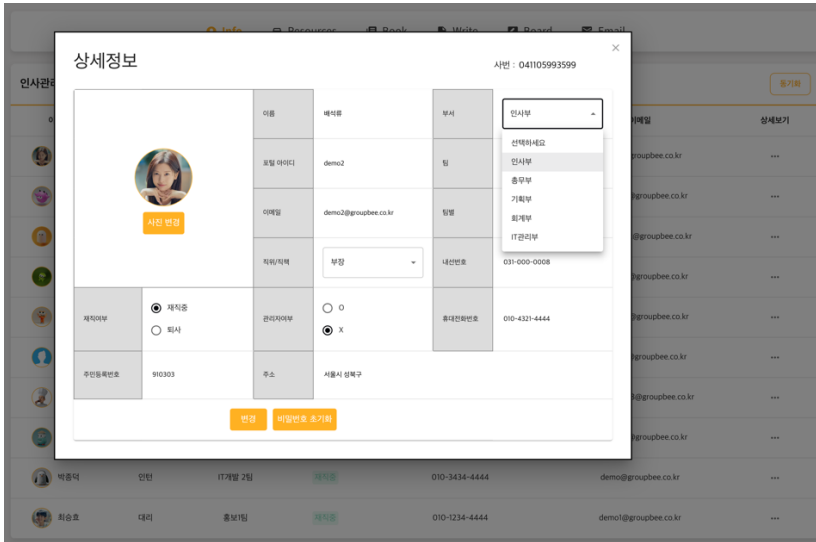 Info Resources Book Write Board Email
상세정보
사번 : 041105993599
×
인사관리
동기화
이름 배석류 부서 인사부
이메일 상세보기
선택하세요
포털 아이디 demo2 팀 인사부
groupbee.co.kr ...
총무부
기획부
@groupbee.co.kr ...
이메일 demo2@groupbee.co.kr 팀별
사진 변경
회계부
IT관리부
@groupbee.co.kr ...
직위/직책 부장 내선번호 031-000-0008
@groupbee.co.kr ...
재직여부 재직중 퇴사
관리자여부 O X
휴대전화번호 010-4321-4444
@groupbee.co.kr ...
groupbee.co.kr ...
주민등록번호 910303 주소 서울시 성북구
@groupbee.co.kr ...
변경 비밀번호 초기화
@groupbee.co.kr ...
박종덕 인턴 IT개발 2팀 재직중 010-3434-4444 demo@groupbee.co.kr ...
최승효 대리 홍보1팀 재직중 010-1234-4444 demo1@groupbee.co.kr ...